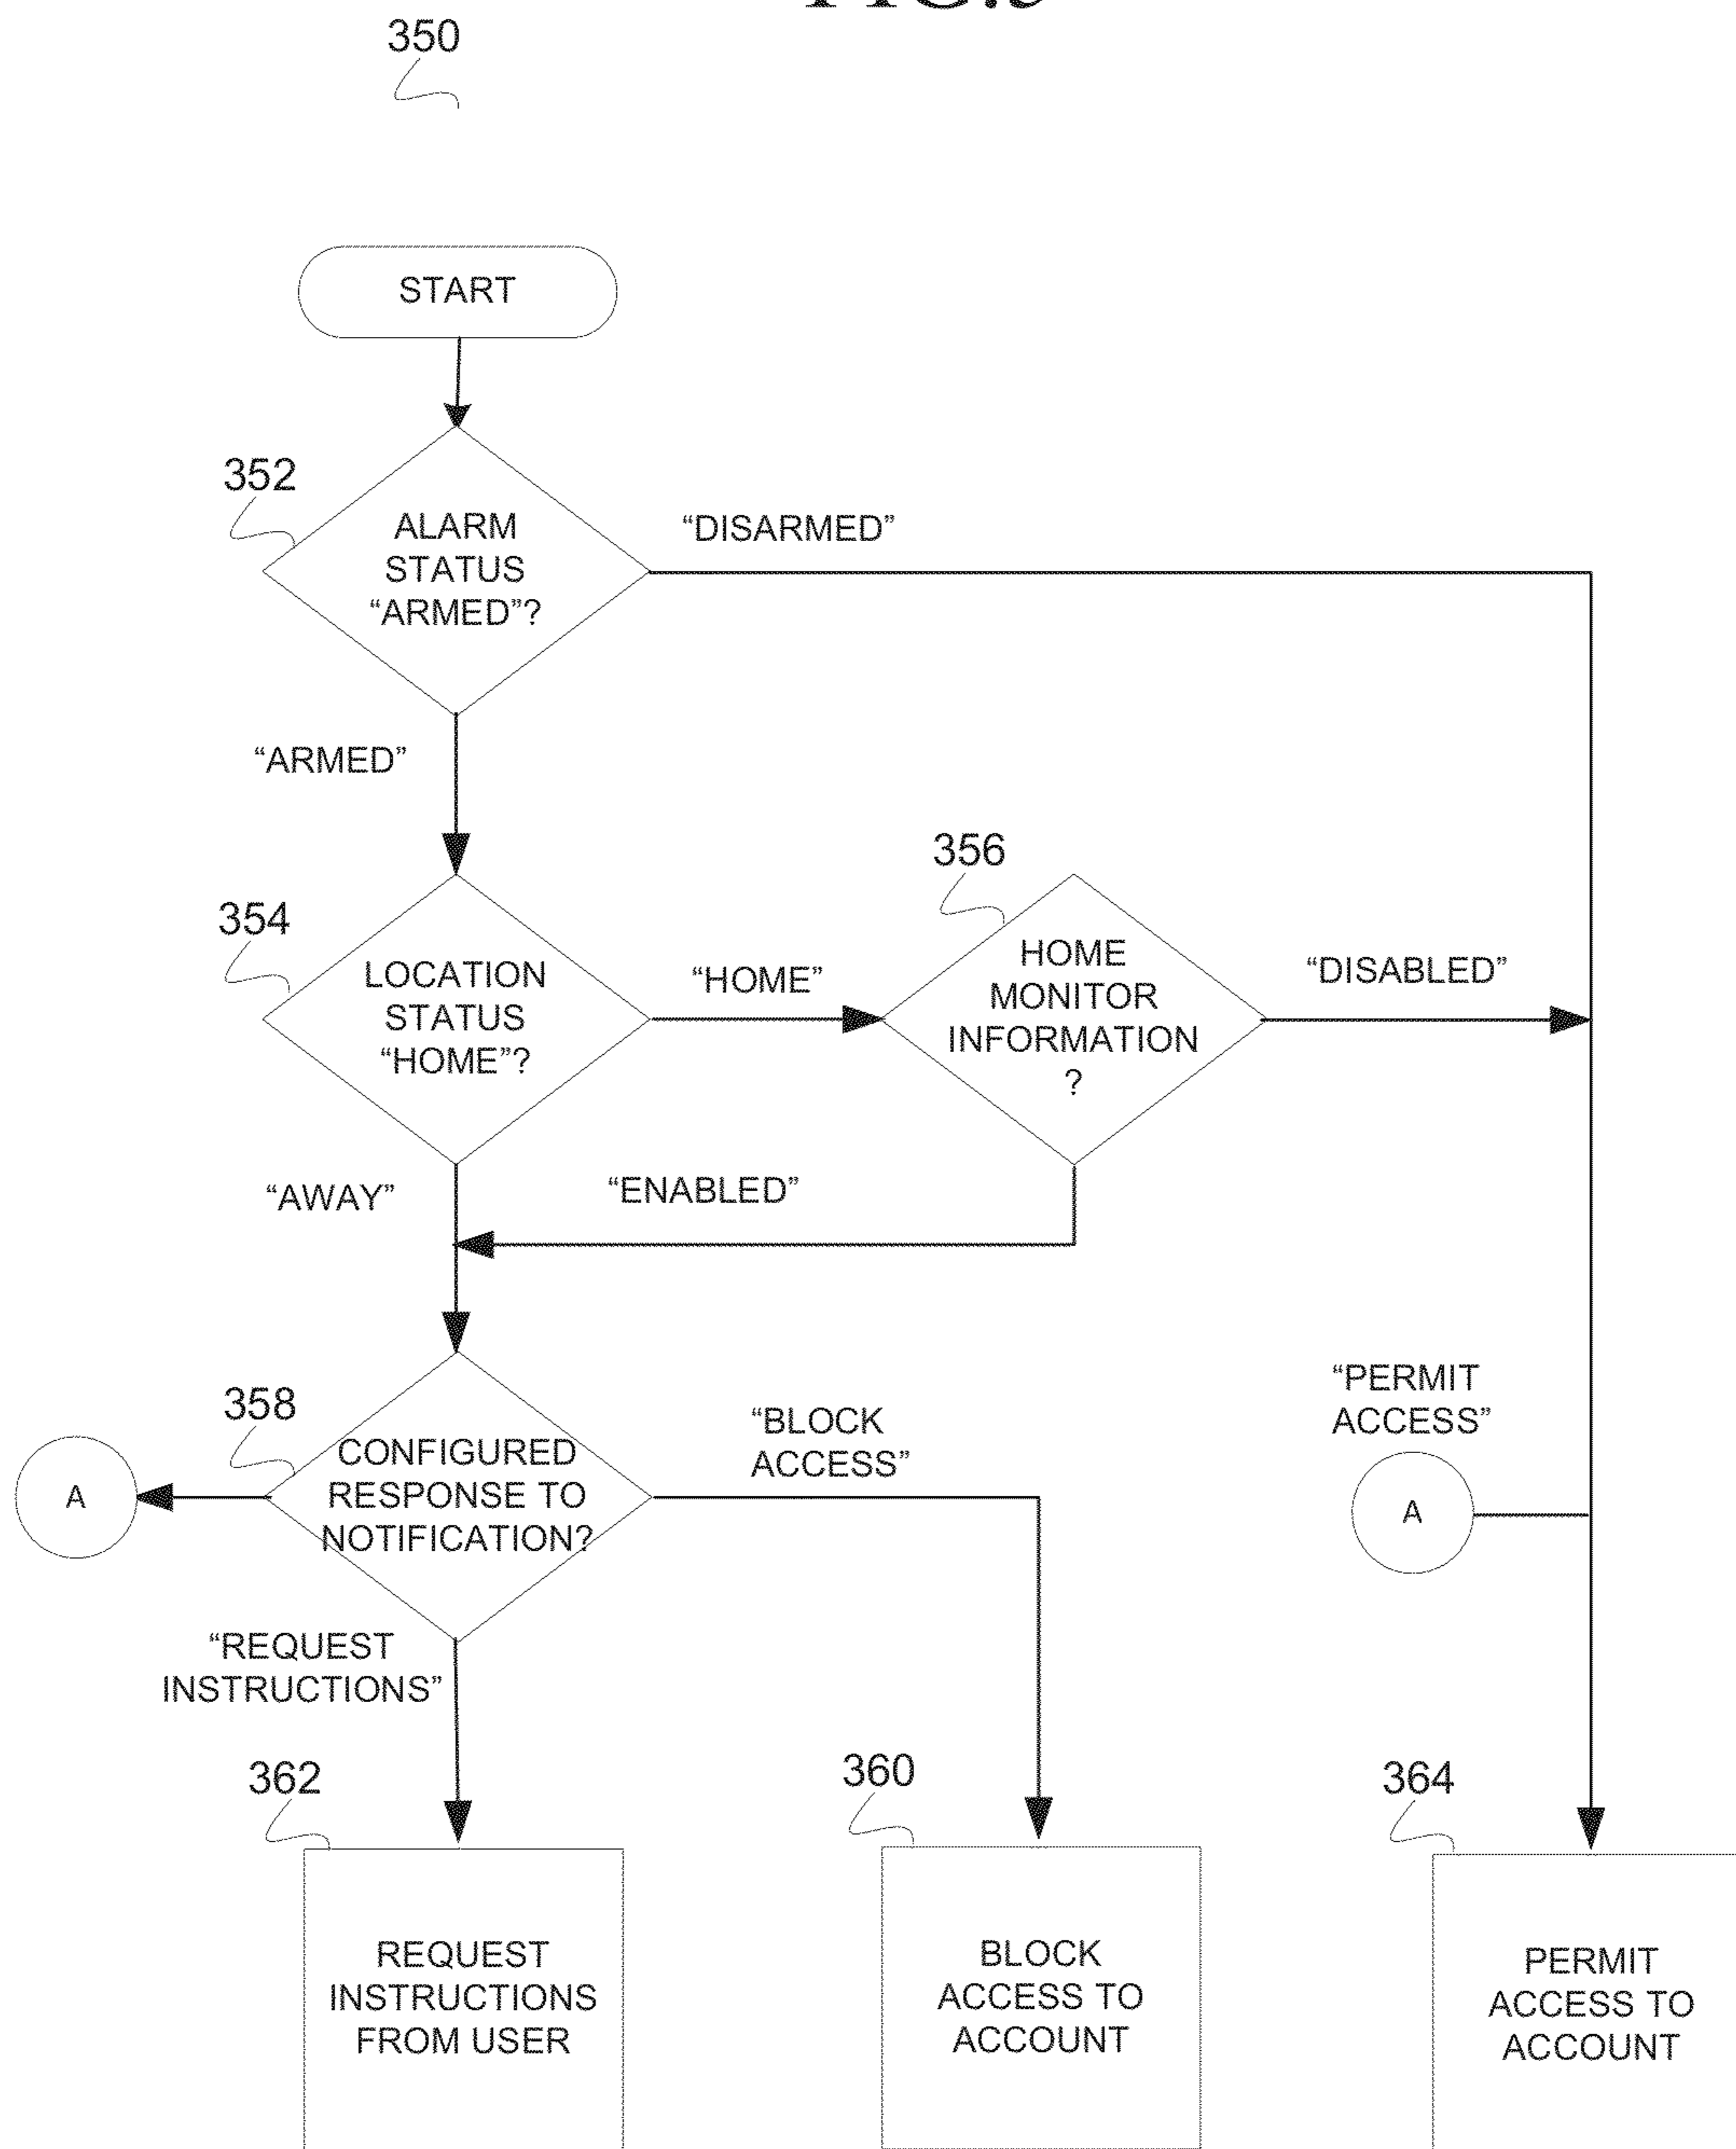 350
START
352
ALARM
STATUS
“ARMED”?
“DISARMED”
“ARMED”
354
LOCATION
STATUS
“HOME”?
“HOME”
356
HOME
MONITOR
INFORMATION
?
“DISABLED”
“AWAY”
“ENABLED”
358
CONFIGURED
RESPONSE TO
NOTIFICATION?
A
“BLOCK
ACCESS”
“PERMIT
ACCESS”
A
“REQUEST
INSTRUCTIONS”
362
REQUEST
INSTRUCTIONS
FROM USER
360
BLOCK
ACCESS TO
ACCOUNT
364
PERMIT
ACCESS TO
ACCOUNT